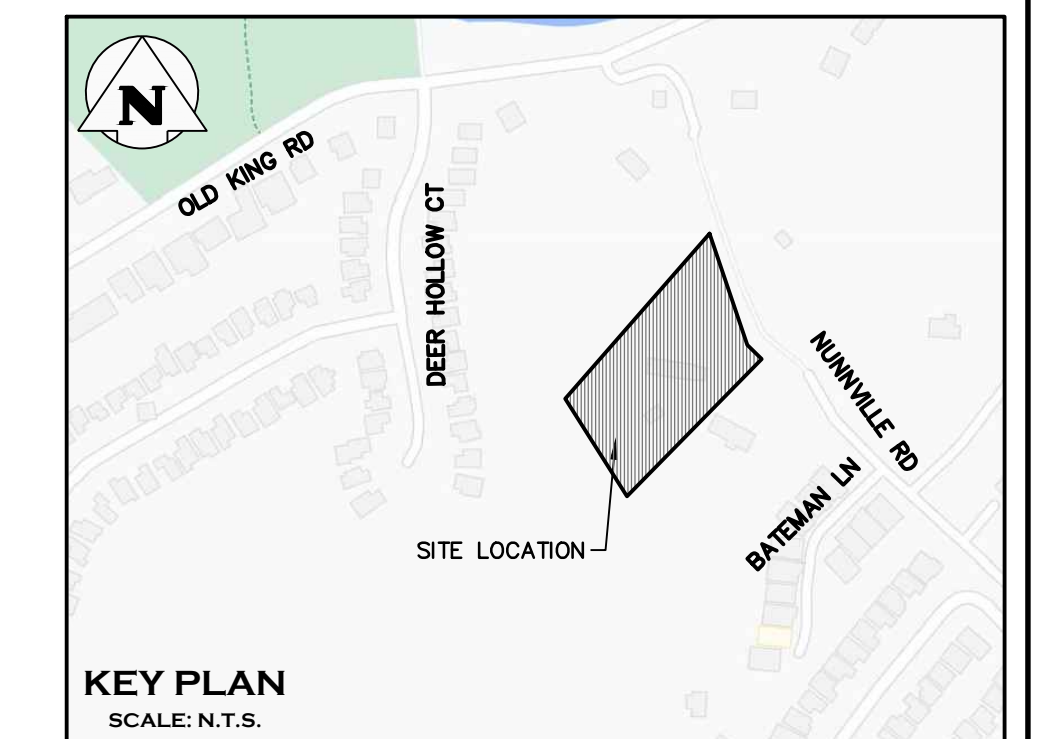 N
OLD KING RD
DEER HOLLOW CT
NUNNVILLE RD
BATEMAN LN
SITE LOCATION
KEY PLAN
SCALE: N.T.S.